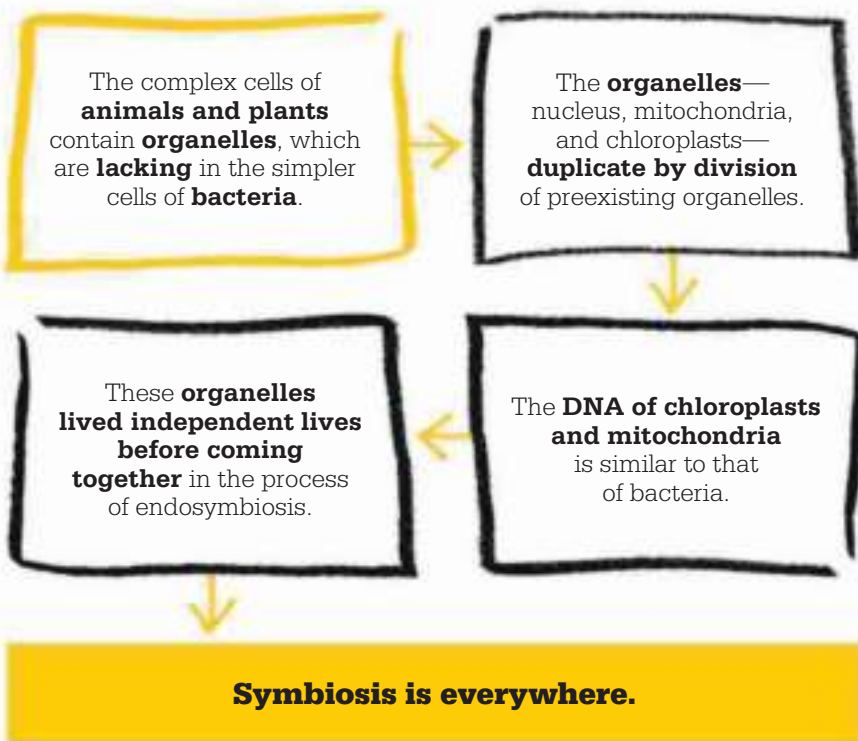 The complex cells of
animals and plants
contain organelles, which
are lacking in the simpler
cells of bacteria.
The organelles—
nucleus, mitochondria,
and chloroplasts—
duplicate by division
of preexisting organelles.
The DNA of chloroplasts
and mitochondria
is similar to that
of bacteria.
These organelles
lived independent lives
before coming
together in the process
of endosymbiosis.
Symbiosis is everywhere.